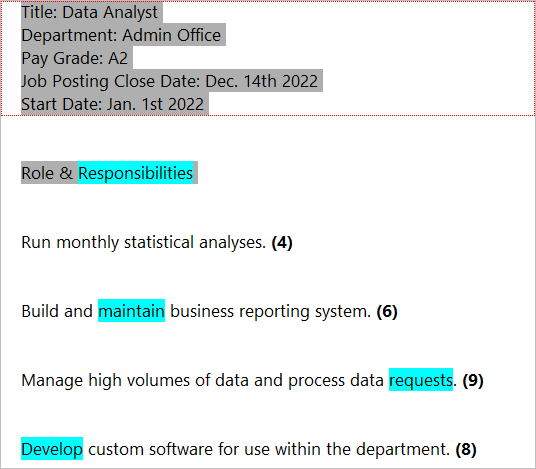 Title: Data Analyst
Department: Admin Office
Pay Grade: A2
Job Posting Close Date: Dec. 14th 2022
Start Date: Jan. 1st 2022
Role & Responsibilities
Run monthly statistical analyses. (4)
Build and maintain business reporting system. (6)
Manage high volumes of data and process data requests. (9)
Develop custom software for use within the department. (8)